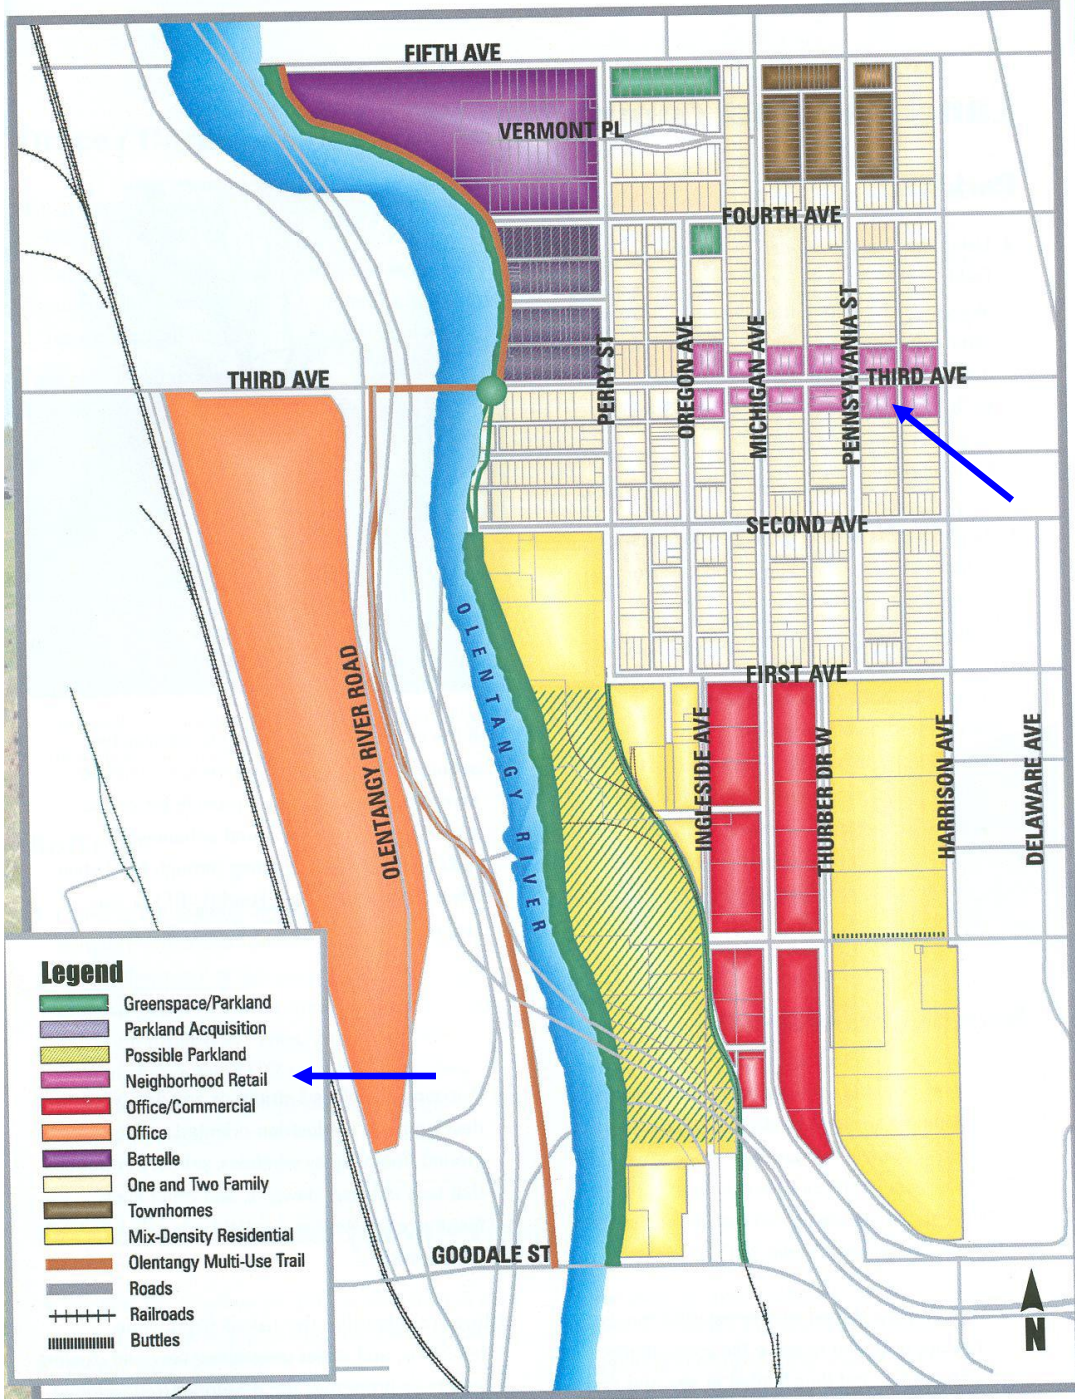 FIFTH AVE
VERMONT PL
FOURTH AVE
PERRY ST
OREGON AVE
MICHIGAN AVE
PENNSYLVANIA ST
THIRD AVE
THIRD AVE
SECOND AVE
OLENTANGY RIVER
OLENTANGY RIVER ROAD
FIRST AVE
INGLESIDE AVE
THURBER DR W
HARRISON AVE
DELAWARE AVE
GOODALE ST
N
Legend
Greenspace/Parkland
Parkland Acquisition
Possible Parkland
Neighborhood Retail
Office/Commercial
Office
Battelle
One and Two Family
Townhomes
Mix-Density Residential
Olentangy Multi-Use Trail
Roads
Railroads
Buttles